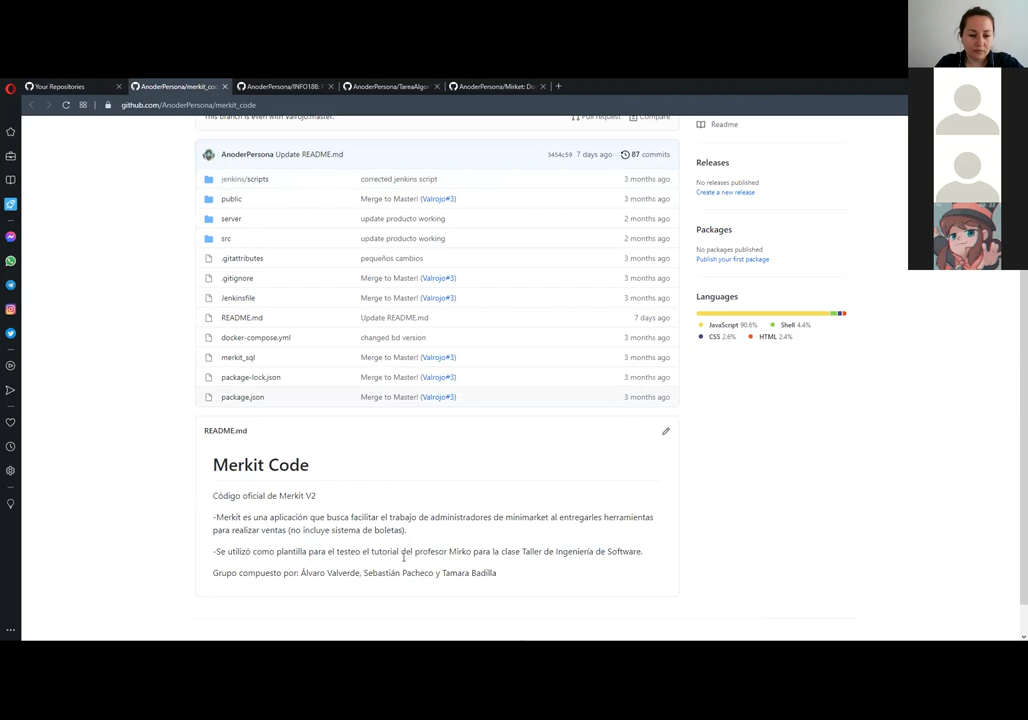 Your Repositories
AnoderPersona/merkit_co
AnoderPersona/INFO188:
AnoderPersona/TareaAlgo
AnoderPersona/Mirket: D
github.com/AnoderPersona/merkit_code
This branch is even with Valrojo:master.
Pull request
Compare
Readme
AnoderPersona Update README.md
3454c59 7 days ago 87 commits
jenkins/scripts corrected jenkins script 3 months ago
public Merge to Master! (Valrojo#3) 3 months ago
server update producto working 2 months ago
src update producto working 2 months ago
.gitattributes pequeños cambios 3 months ago
.gitignore Merge to Master! (Valrojo#3) 3 months ago
Jenkinsfile Merge to Master! (Valrojo#3) 3 months ago
README.md Update README.md 7 days ago
docker-compose.yml changed bd version 3 months ago
merkit_sql Merge to Master! (Valrojo#3) 3 months ago
package-lock.json Merge to Master! (Valrojo#3) 3 months ago
package.json Merge to Master! (Valrojo#3) 3 months ago
Releases
No releases published
Create a new release
Packages
No packages published
Publish your first package
Languages
JavaScript 90.6% Shell 4.4%
CSS 2.6% HTML 2.4%
README.md
Merkit Code
Código oficial de Merkit V2
-Merkit es una aplicación que busca facilitar el trabajo de administradores de minimarket al entregarles herramientas
para realizar ventas (no incluye sistema de boletas).
-Se utilizó como plantilla para el testeo el tutorial del profesor Mirko para la clase Taller de Ingeniería de Software.
Grupo compuesto por: Álvaro Valverde, Sebastián Pacheco y Tamara Badilla